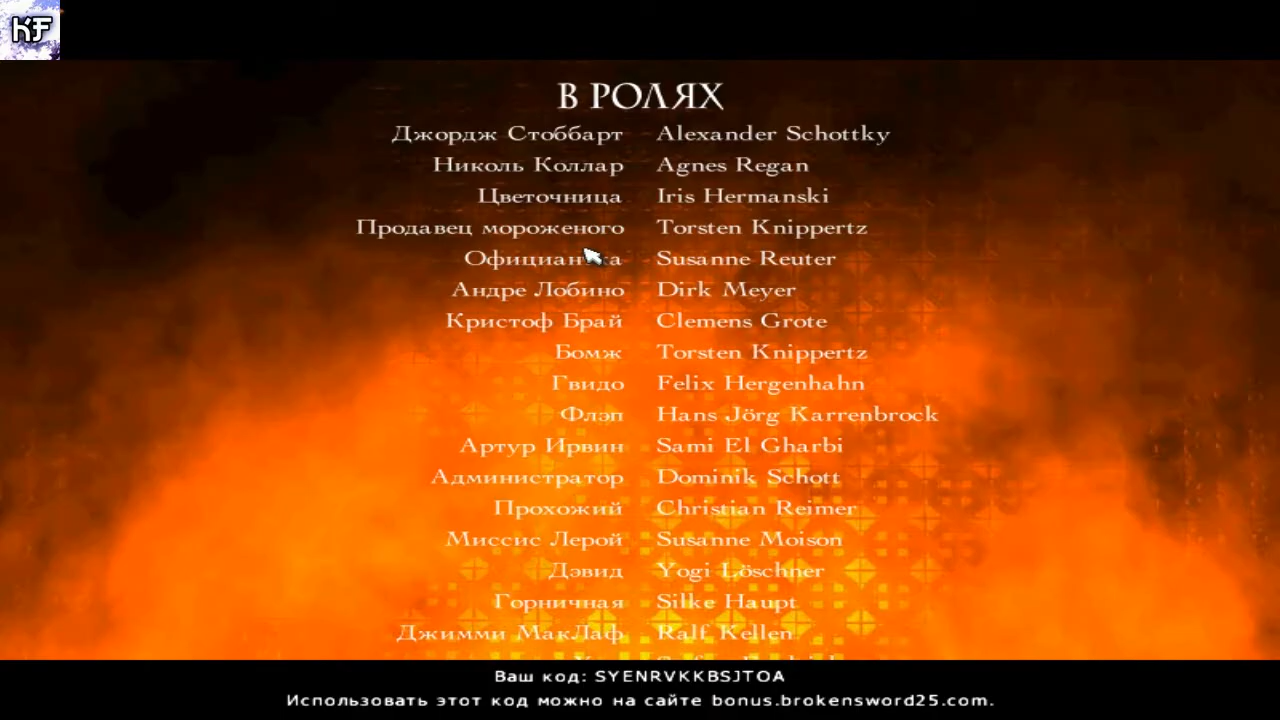 KF
В РОЛЯХ
Джордж Стоббарт Alexander Schottky
Николь Коллар Agnes Regan
Цветочница Iris Hermanski
Продавец мороженого Torsten Knippertz
Susanne Reuter
Андре Лобино Dirk Meyer
Кристоф Брай Clemens Grote
Бомж Torsten Knippertz
Гвидо Felix Hergenhahn
Флэп Hans Jörg Karrenbrock
Артур Ирвин Sami El Gharbi
Администратор Dominik Schott
Прохожий Christian Reimer
Миссис Лерой Susanne Moison
Дэвид Yogi Löschner
Горничная Silke Haupt
Джимми МакЛаф Ralf Kellen
Ваш код: SYENRVKKBSJTOA
Использовать этот код можно на сайте bonus.brokensword25.com.